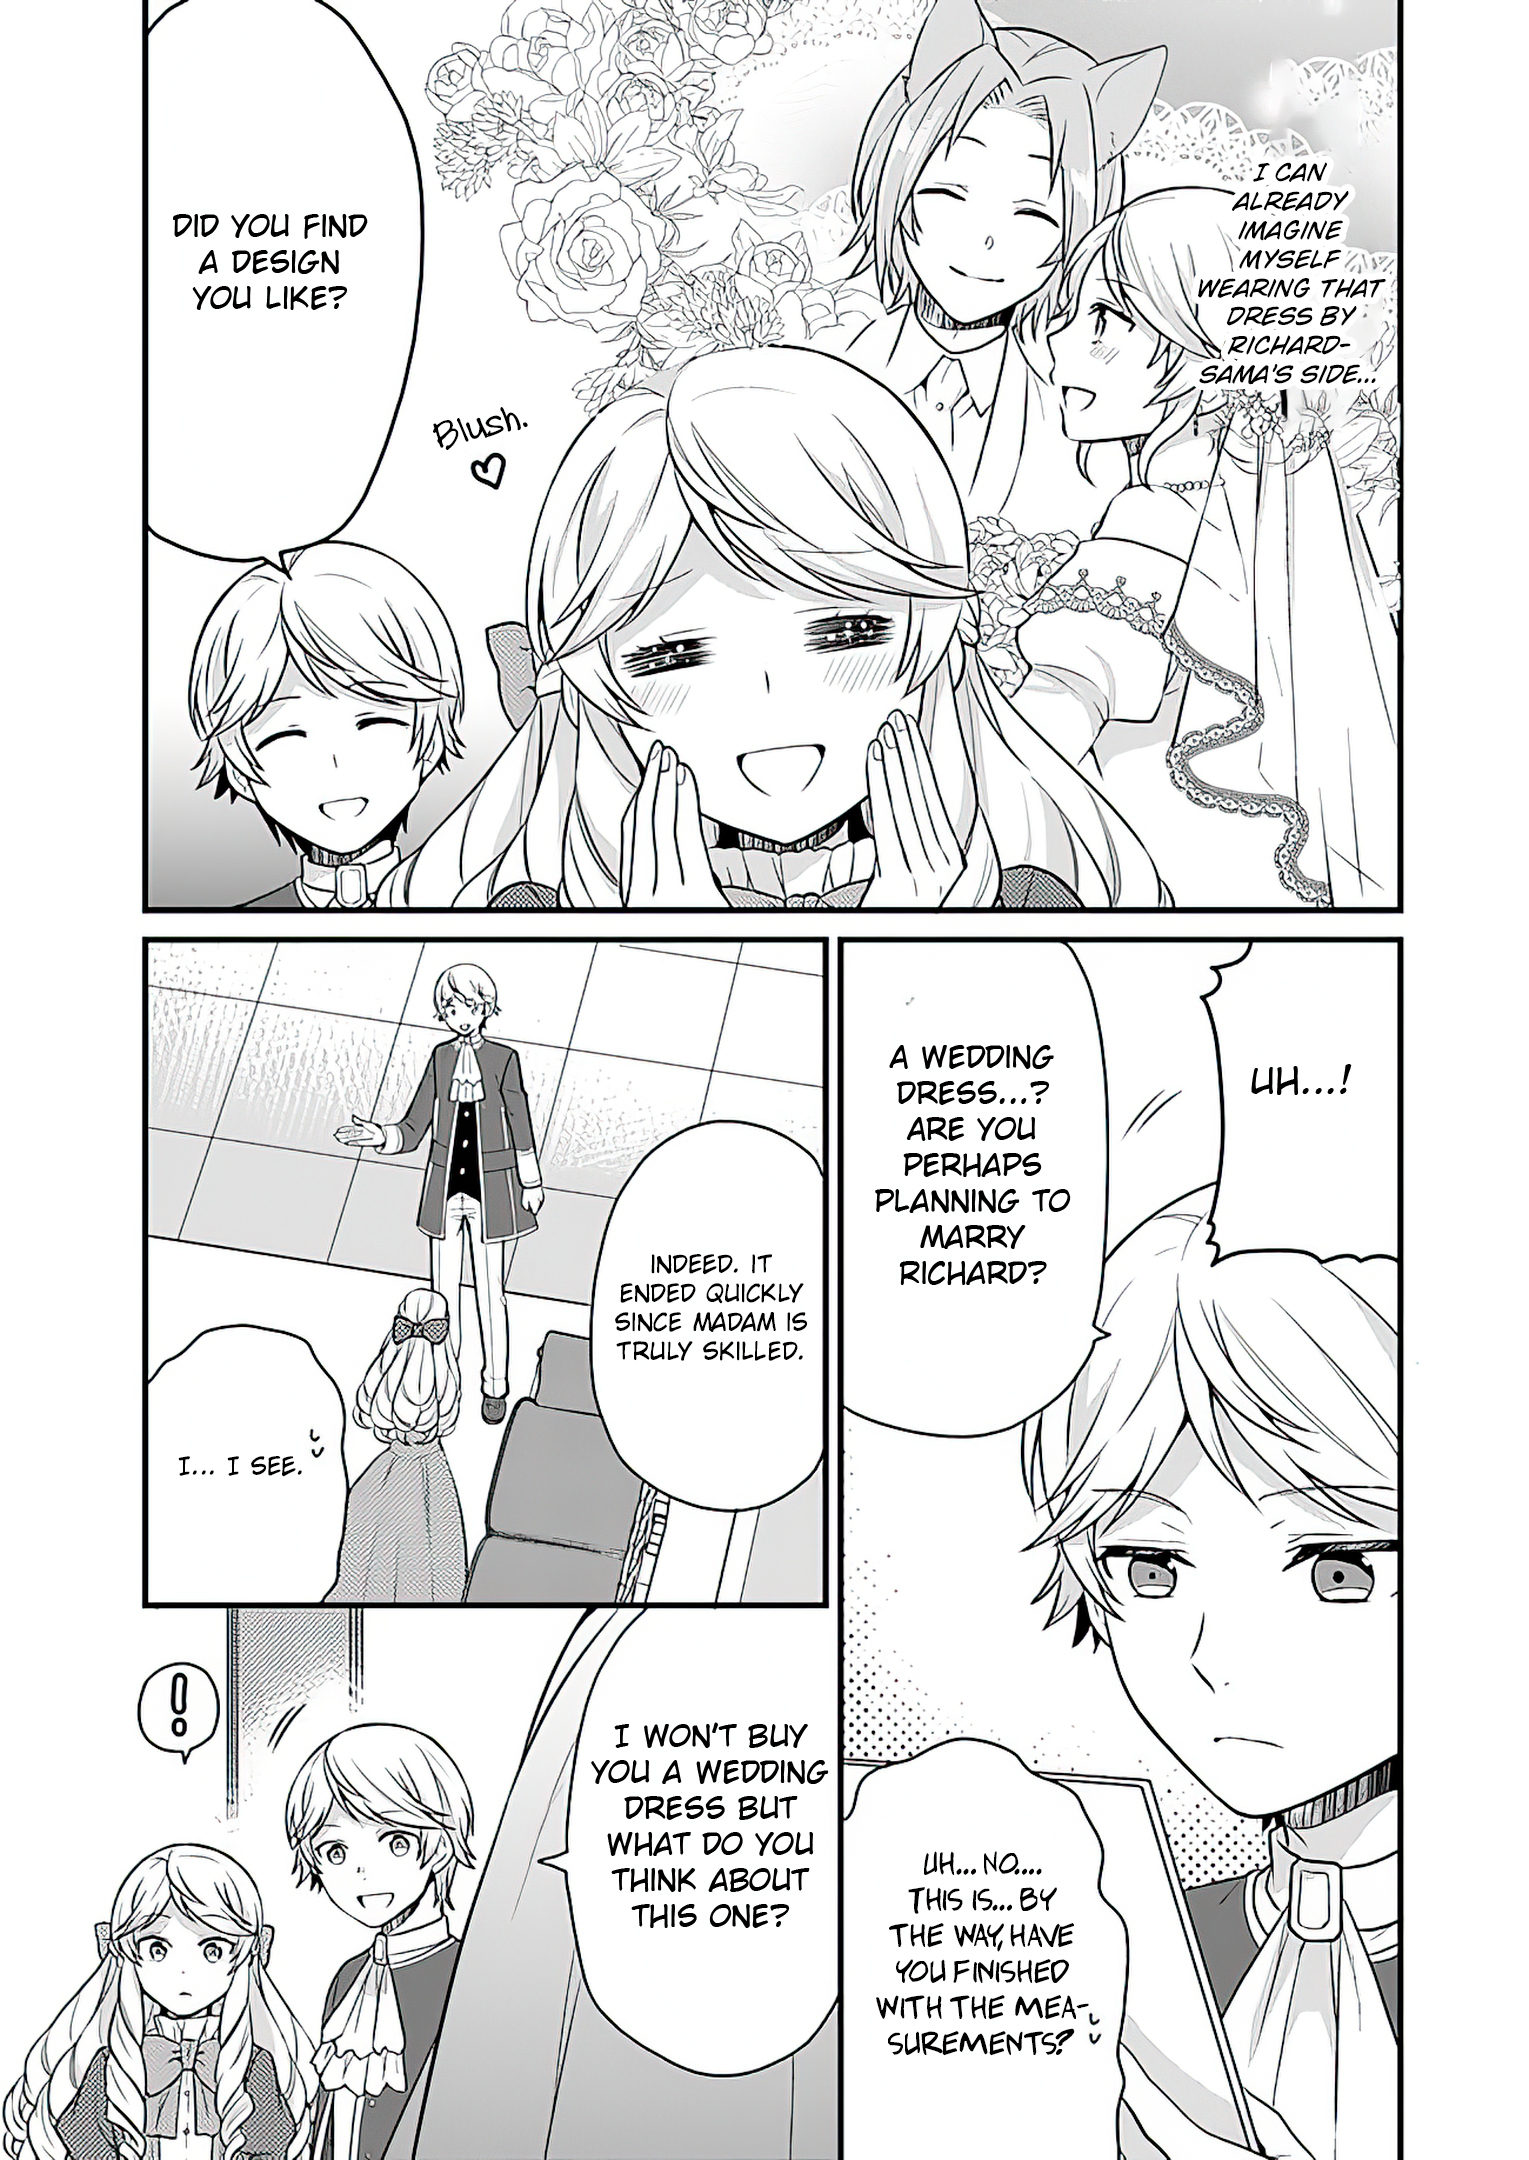 I CAN
ALREADY
IMAGINE
MYSELF
WEARING THAT
DRESS BY
RICHARD-
SAMA'S SIDE...
Blush.
DID YOU FIND
A DESIGN
YOU LIKE?
UH...!
A WEDDING
DRESS...?
ARE YOU
PERHAPS
PLANNING TO
MARRY
RICHARD?
UH... NO....
THIS IS... BY
THE WAY, HAVE
YOU FINISHED
WITH THE MEA-
SUREMENTS?
INDEED. IT
ENDED QUICKLY
SINCE MADAM IS
TRULY SKILLED.
I... I SEE.
I WON'T BUY
YOU A WEDDING
DRESS BUT
WHAT DO YOU
THINK ABOUT
THIS ONE?
!